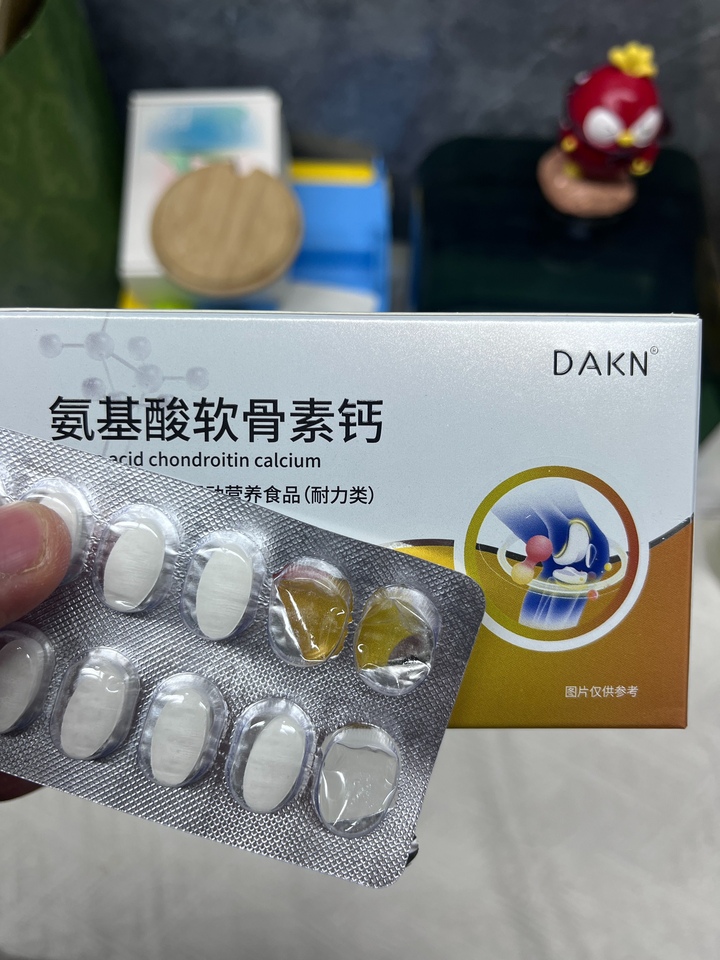 DAKN®
氨基酸软骨素钙
acid chondroitin calcium
营养食品（耐力类）
图片仅供参考